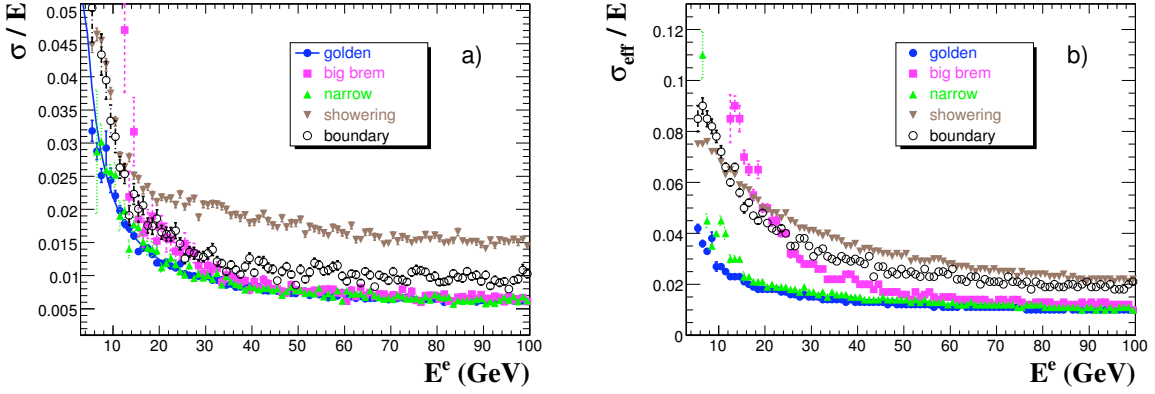 σ / E
0.05
0.045
0.04
0.035
0.03
0.025
0.02
0.015
0.01
0.005
10 20 30 40 50 60 70 80 90 100
E^e (GeV)
a)
golden
big brem
narrow
showering
boundary
σ_eff / E
0.12
0.1
0.08
0.06
0.04
0.02
0
10 20 30 40 50 60 70 80 90 100
E^e (GeV)
b)
golden
big brem
narrow
showering
boundary